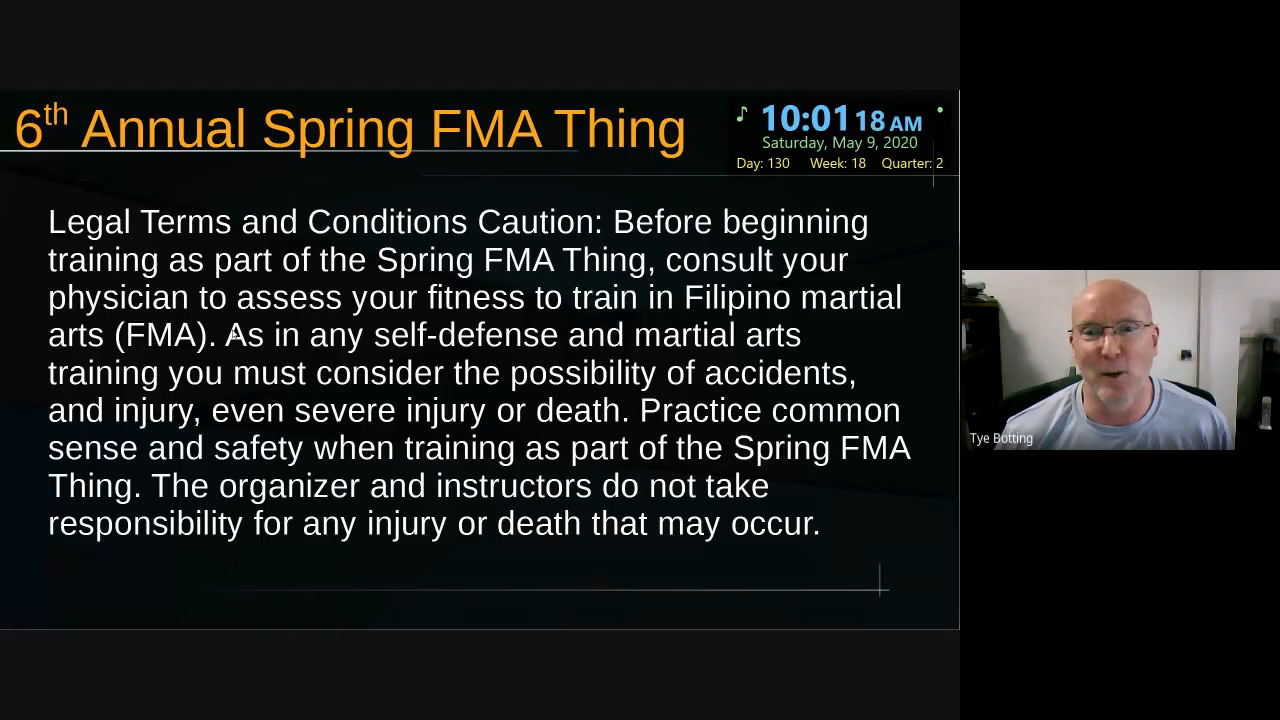 6th Annual Spring FMA Thing
10:01 18 AM
Saturday, May 9, 2020
Day: 130 Week: 18 Quarter: 2
Legal Terms and Conditions Caution: Before beginning
training as part of the Spring FMA Thing, consult your
physician to assess your fitness to train in Filipino martial
arts (FMA). As in any self-defense and martial arts
training you must consider the possibility of accidents,
and injury, even severe injury or death. Practice common
sense and safety when training as part of the Spring FMA
Thing. The organizer and instructors do not take
responsibility for any injury or death that may occur.
Tye Botting